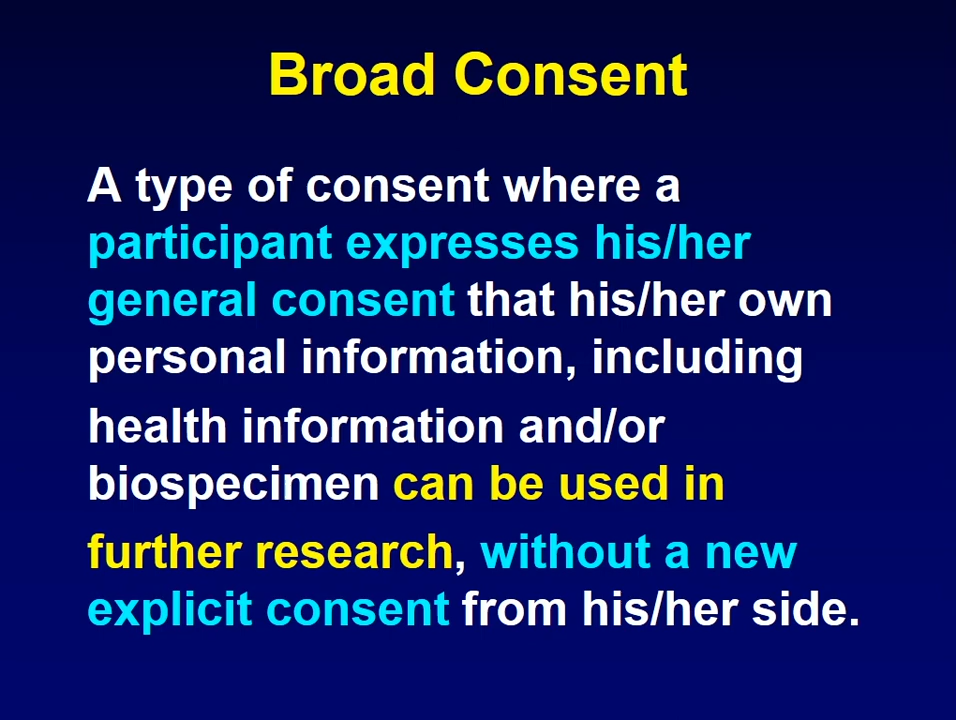 Broad Consent
A type of consent where a
participant expresses his/her
general consent that his/her own
personal information, including
health information and/or
biospecimen can be used in
further research, without a new
explicit consent from his/her side.